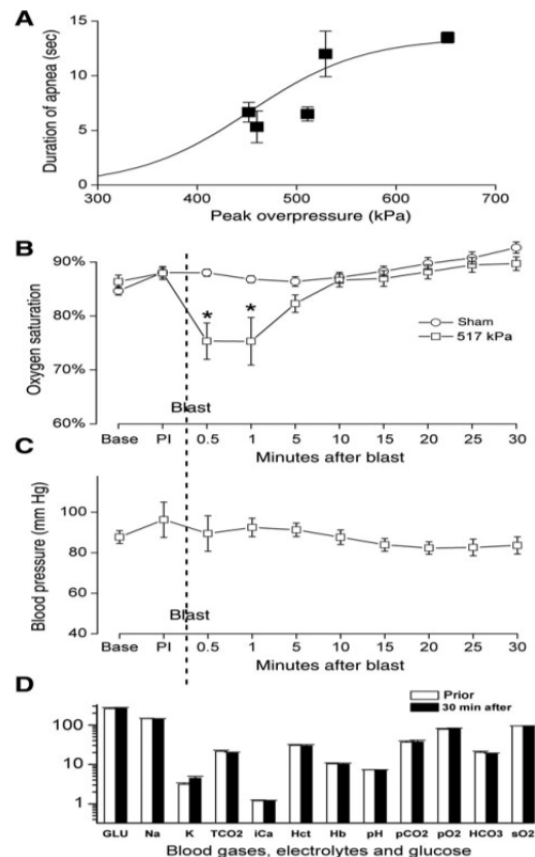 A
Duration of apnea (sec)
15
10
5
0
300 400 500 600 700
Peak overpressure (kPa)
B
Oxygen saturation
90%
80%
70%
60%
* *
Sham
517 kPa
Blast
Base PI 0.5 1 5 10 15 20 25 30
Minutes after blast
C
Blood pressure (mm Hg)
100
80
60
40
Blast
Base PI 0.5 1 5 10 15 20 25 30
Minutes after blast
D
Prior
30 min after
100
10
1
GLU Na K TCO2 iCa Hct Hb pH pCO2 pO2 HCO3 sO2
Blood gases, electrolytes and glucose